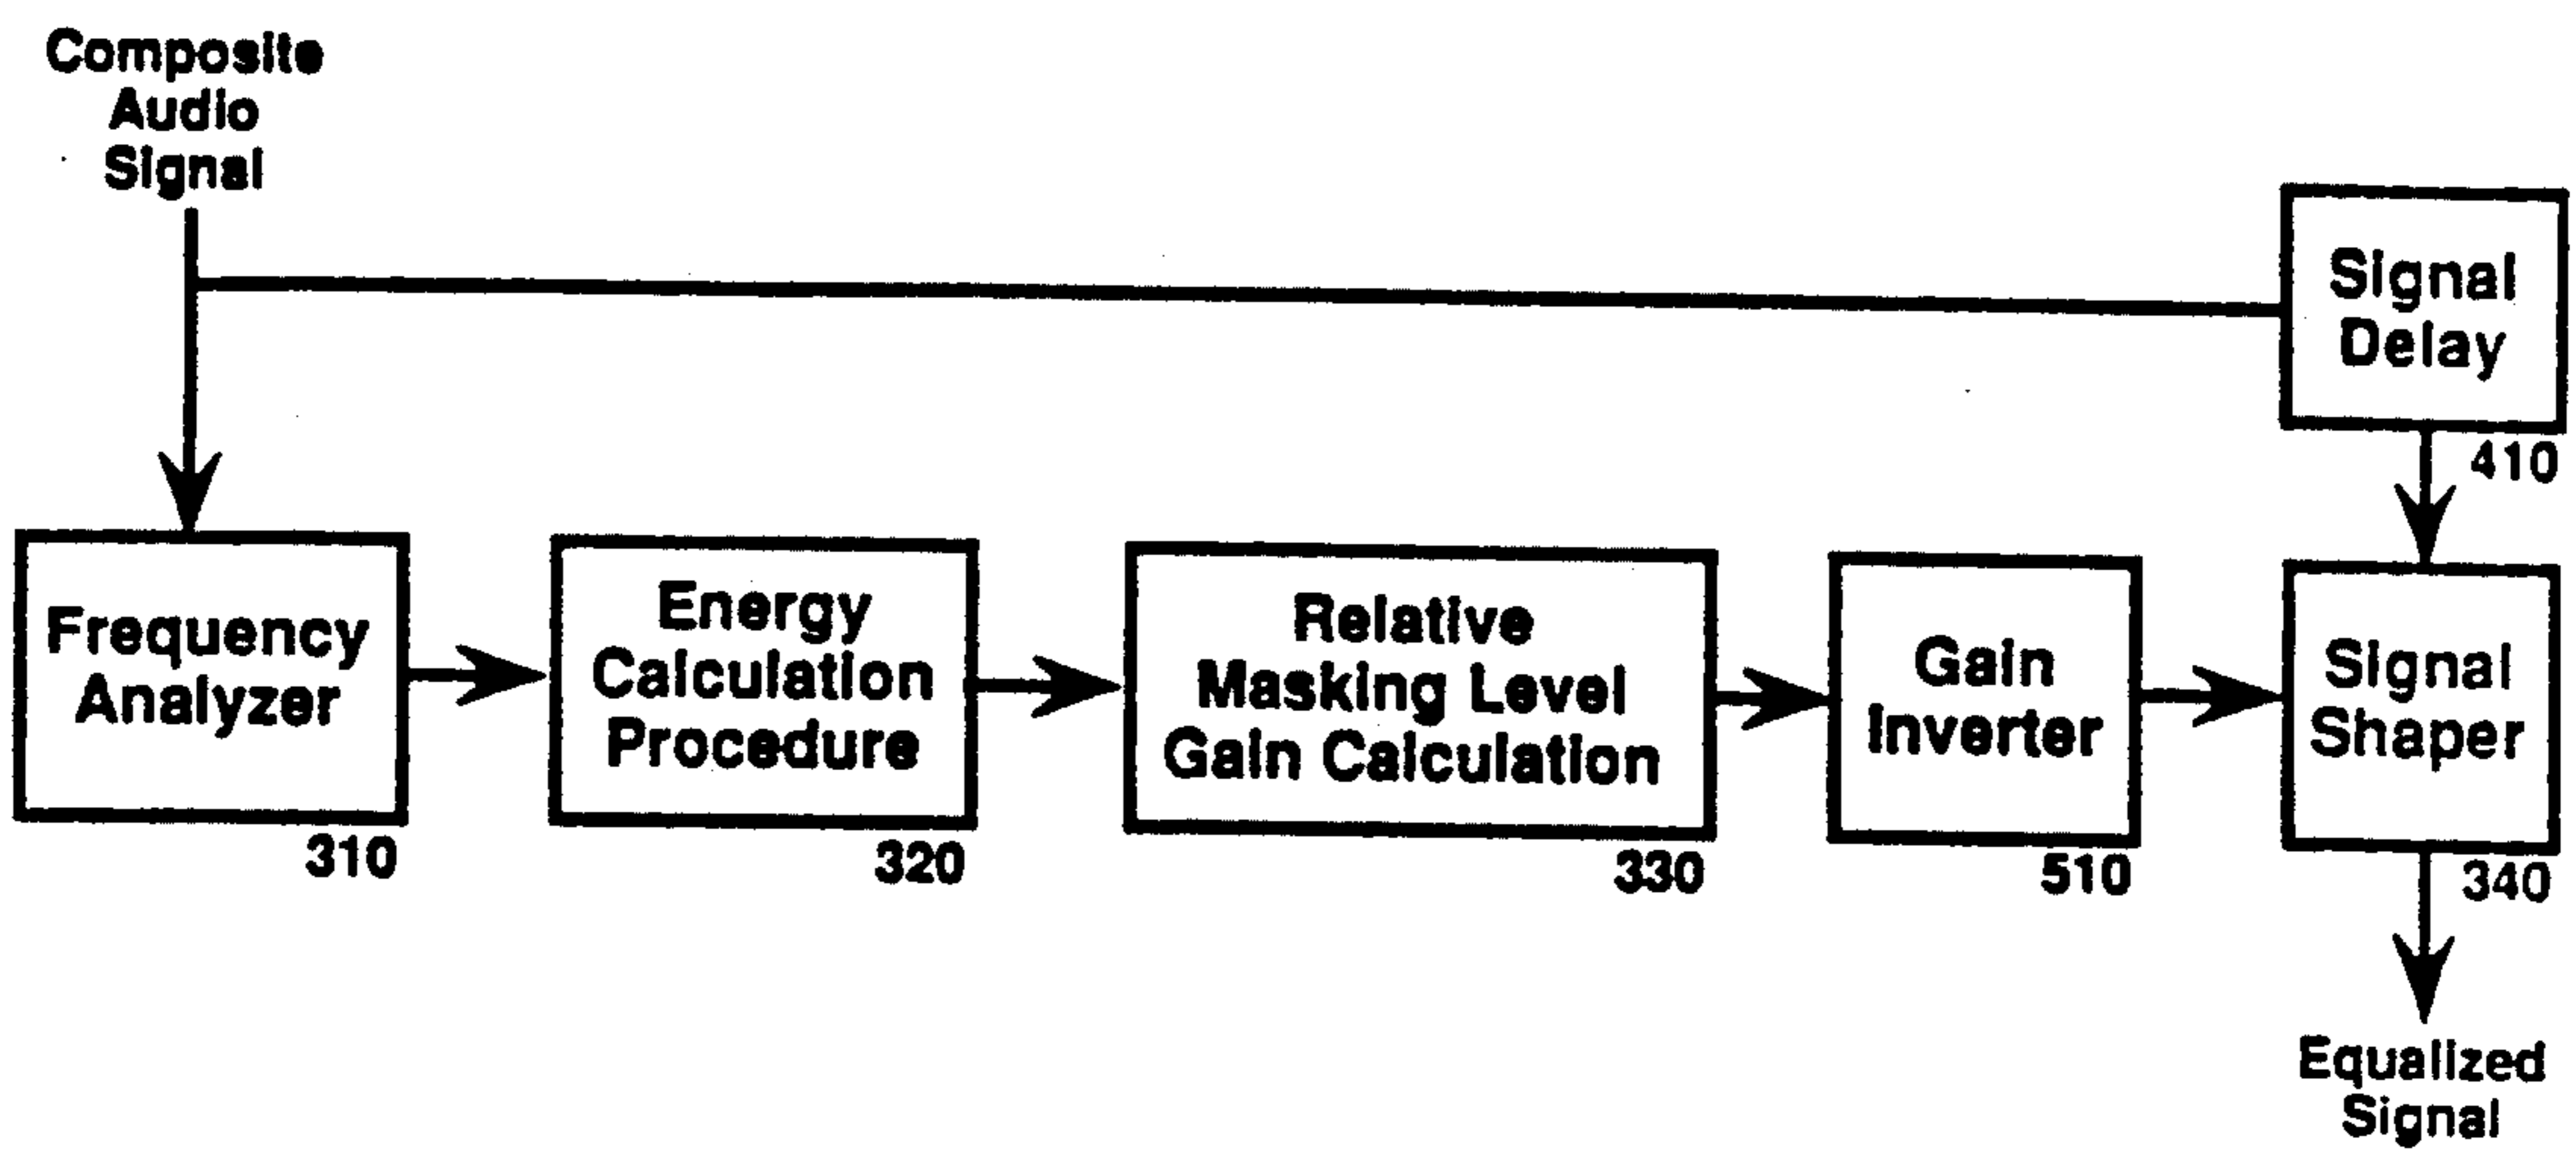 Composite
Audio
Signal
Signal
Delay
410
Frequency
Analyzer
310
Energy
Calculation
Procedure
320
Relative
Masking Level
Gain Calculation
330
Gain
Inverter
510
Signal
Shaper
340
Equalized
Signal